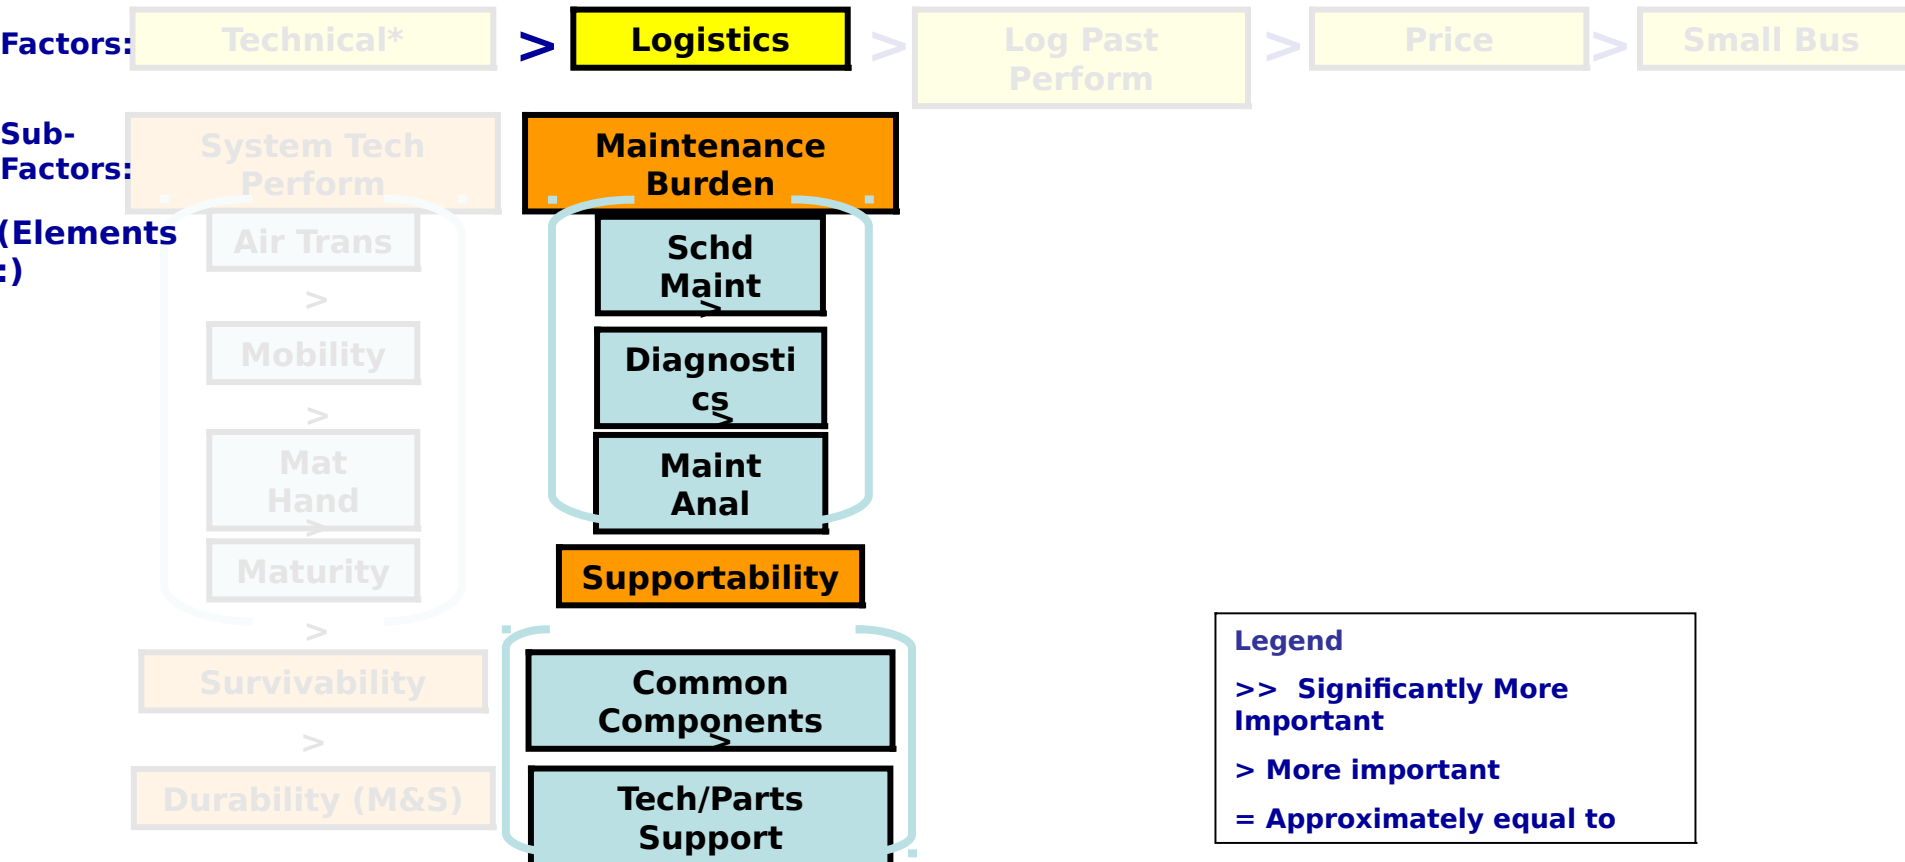 Factors:
Technical*
>
Logistics
>
Log Past
Perform
>
Price
>
Small Bus
Sub-
Factors:
System Tech
Perform
Maintenance
Burden
(Elements
:)
Air Trans
>
Mobility
>
Mat
Hand
>
Maturity
>
Survivability
>
Durability (M&S)
Schd
Maint
>
Diagnosti
cs
>
Maint
Anal
Supportability
Common
Components
>
Tech/Parts
Support
Legend
>> Significantly More
Important
> More important
= Approximately equal to